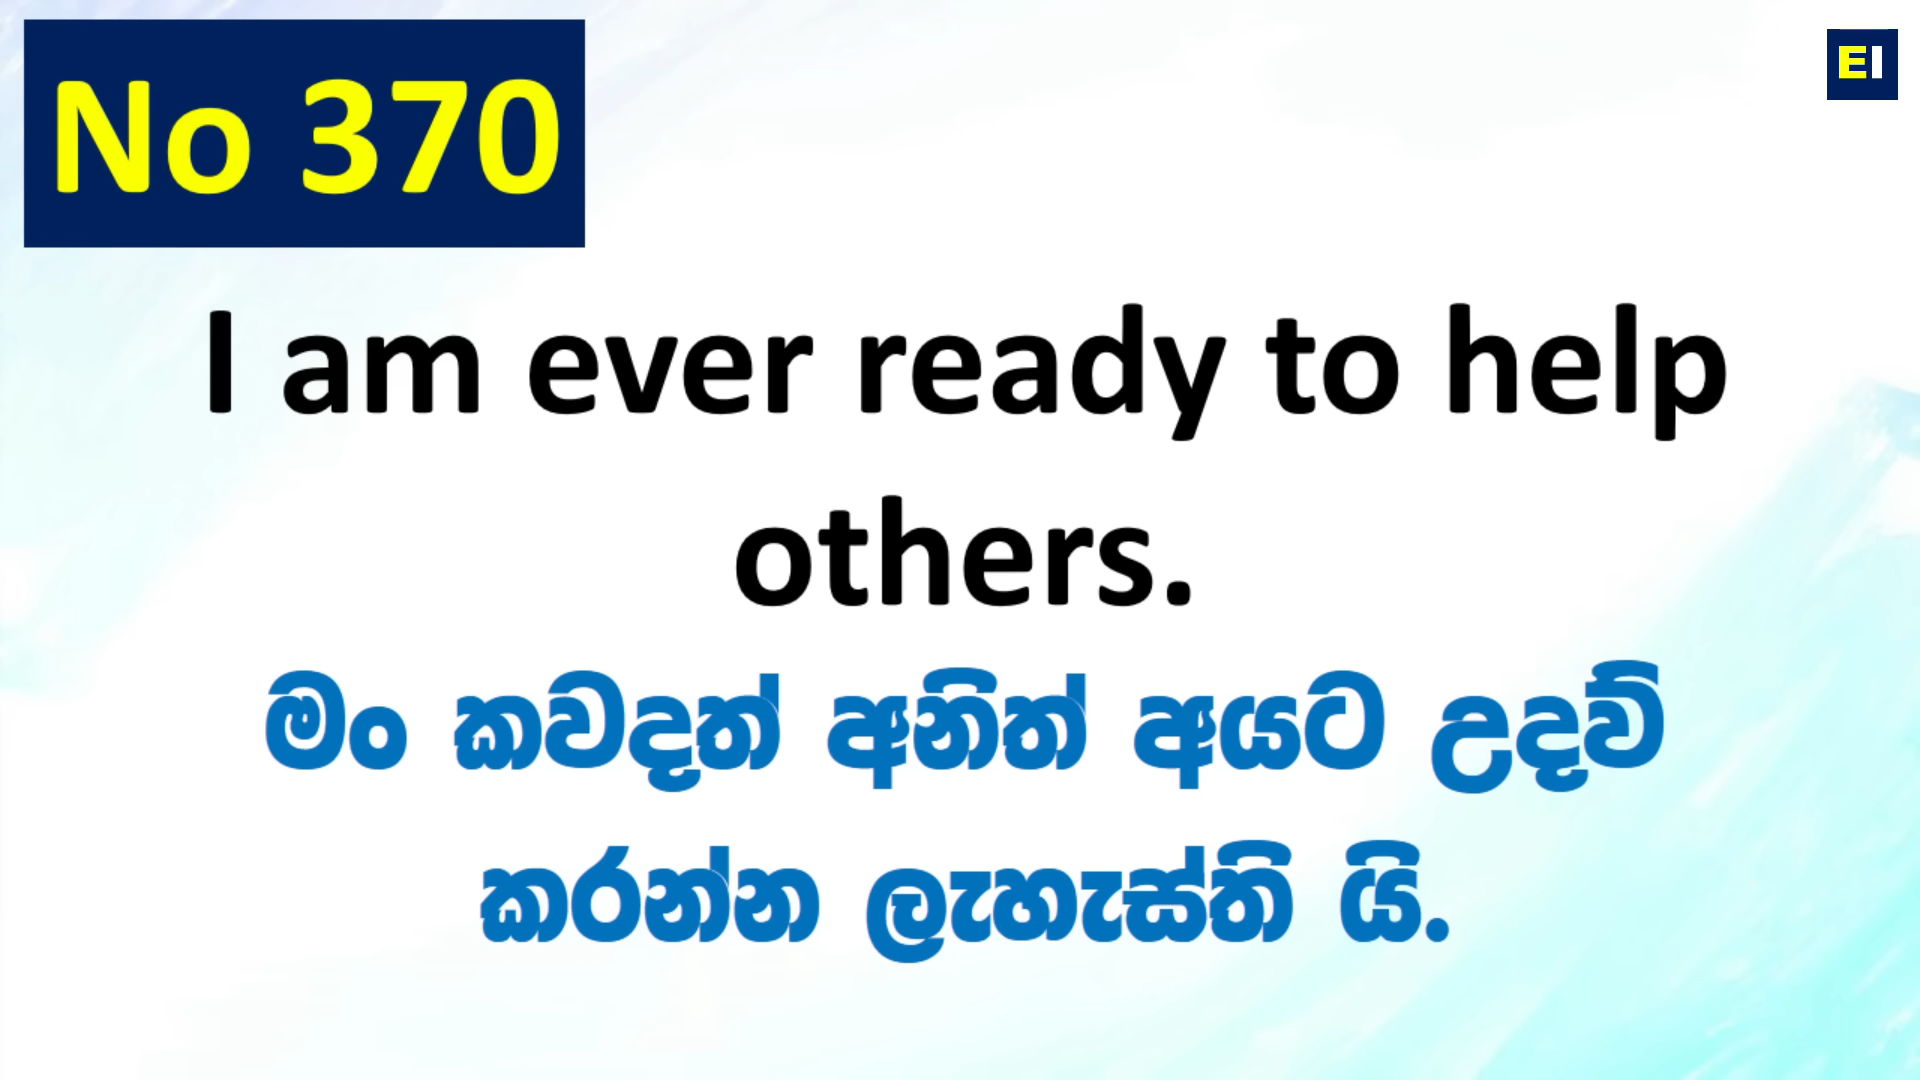 No 370
EI
I am ever ready to help
others.
මං කවදත් අනිත් අයට උදව්
කරන්න ලැහැස්ති යි.